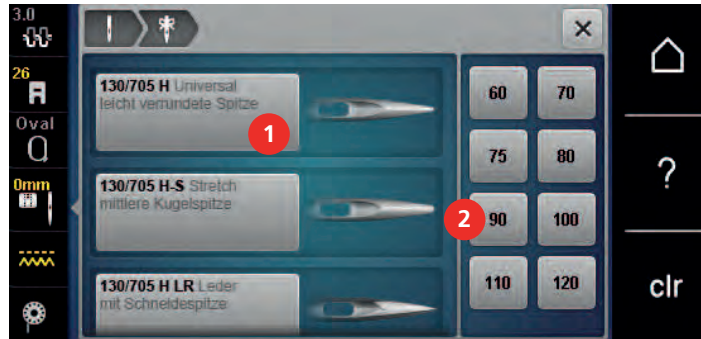 3.0
26
Oval
0mm
130/705 H Universal
leicht verrundete Spitze
1
130/705 H-S Stretch
mittlere Kugelspitze
130/705 H LR Leder
mit Schneidespitze
60 70
75 80
2
90 100
110 120
?
clr